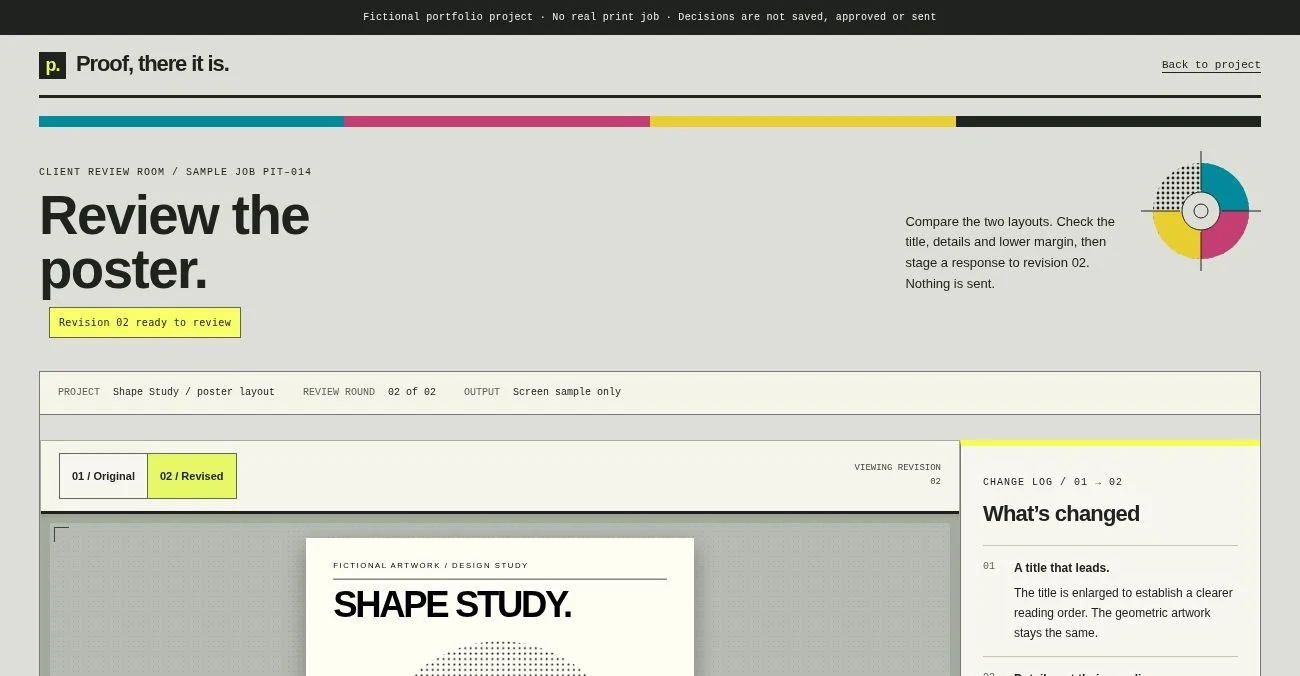 Fictional portfolio project · No real print job · Decisions are not saved, approved or sent
p. Proof, there it is.
Back to project
CLIENT REVIEW ROOM / SAMPLE JOB PIT–014
Review the
poster.
Revision 02 ready to review
Compare the two layouts. Check the
title, details and lower margin, then
stage a response to revision 02.
Nothing is sent.
PROJECT Shape Study / poster layout REVIEW ROUND 02 of 02 OUTPUT Screen sample only
01 / Original 02 / Revised
VIEWING REVISION
02
FICTIONAL ARTWORK / DESIGN STUDY
SHAPE STUDY.
CHANGE LOG / 01 → 02
What’s changed
01 A title that leads.
The title is enlarged to establish a clearer
reading order. The geometric artwork
stays the same.